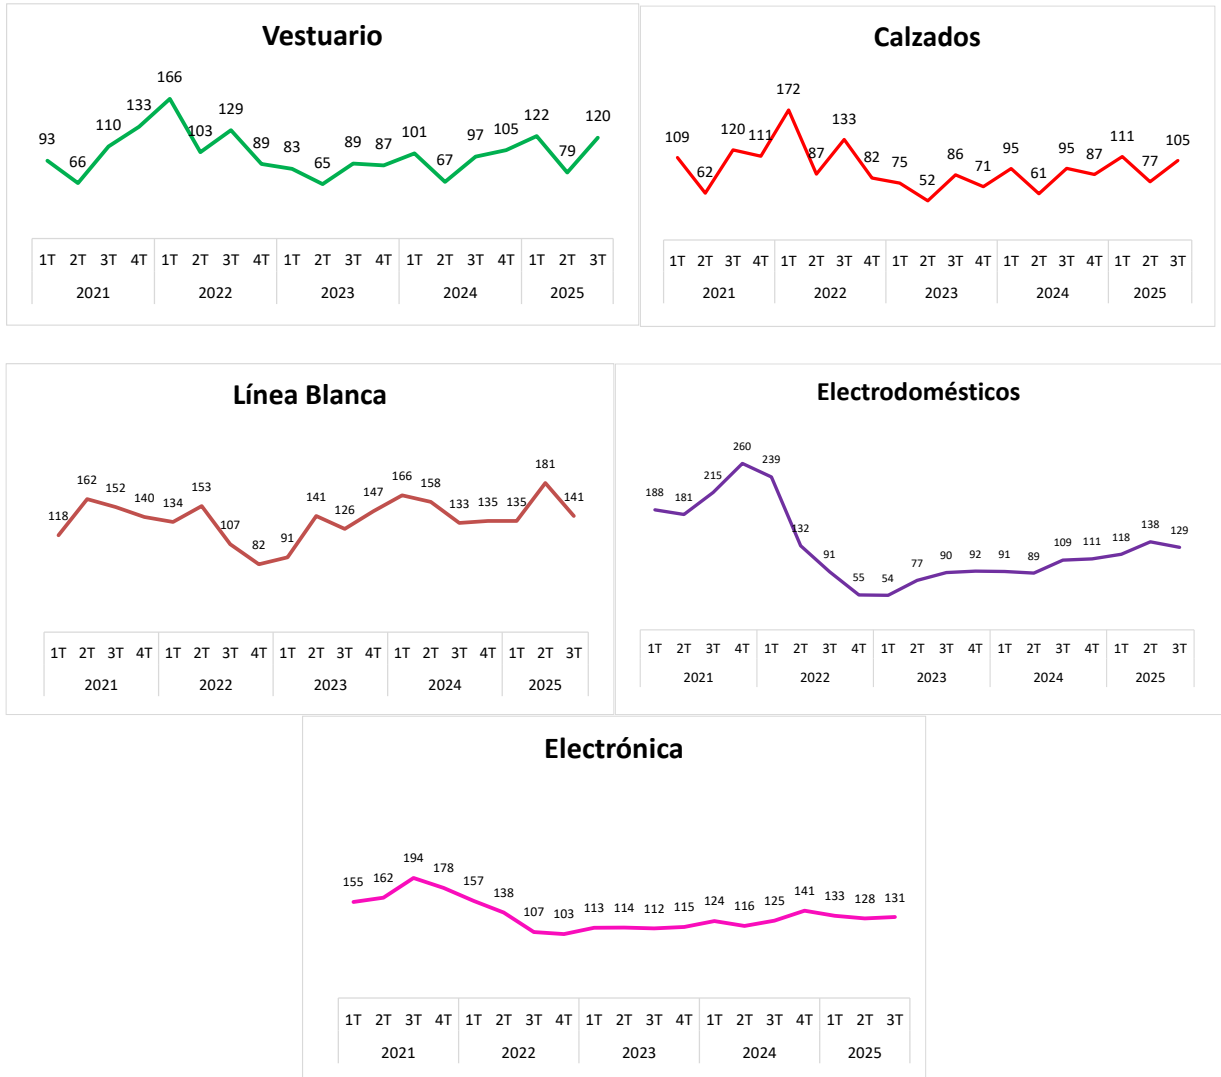 Vestuario
93 66 110 133 166 103 129 89 83 65 89 87 101 67 97 105 122 79 120
1T 2T 3T 4T 1T 2T 3T 4T 1T 2T 3T 4T 1T 2T 3T 4T 1T 2T 3T
2021 2022 2023 2024 2025
Calzados
109 62 120 111 172 87 133 82 75 52 86 71 95 61 95 87 111 77 105
1T 2T 3T 4T 1T 2T 3T 4T 1T 2T 3T 4T 1T 2T 3T 4T 1T 2T 3T
2021 2022 2023 2024 2025
Línea Blanca
118 162 152 140 134 153 107 82 91 141 126 147 166 158 133 135 135 181 141
1T 2T 3T 4T 1T 2T 3T 4T 1T 2T 3T 4T 1T 2T 3T 4T 1T 2T 3T
2021 2022 2023 2024 2025
Electrodomésticos
188 181 215 260 239 132 91 55 54 77 90 92 91 89 109 111 118 138 129
1T 2T 3T 4T 1T 2T 3T 4T 1T 2T 3T 4T 1T 2T 3T 4T 1T 2T 3T
2021 2022 2023 2024 2025
Electrónica
155 162 194 178 157 138 107 103 113 114 112 115 124 116 125 141 133 128 131
1T 2T 3T 4T 1T 2T 3T 4T 1T 2T 3T 4T 1T 2T 3T 4T 1T 2T 3T
2021 2022 2023 2024 2025